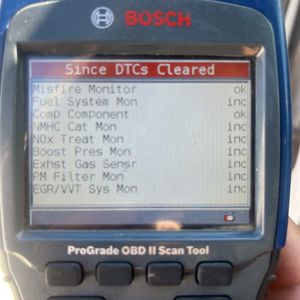 BOSCH
Since DTCs Cleared
Misfire Monitor ok
Fuel System Mon inc
Comp Component ok
NMHC Cat Mon inc
NOx Treat Mon inc
Boost Pres Mon inc
Exhst Gas Sensr inc
PM Filter Mon inc
EGR/VVT Sys Mon inc
ProGrade OBD II Scan Tool